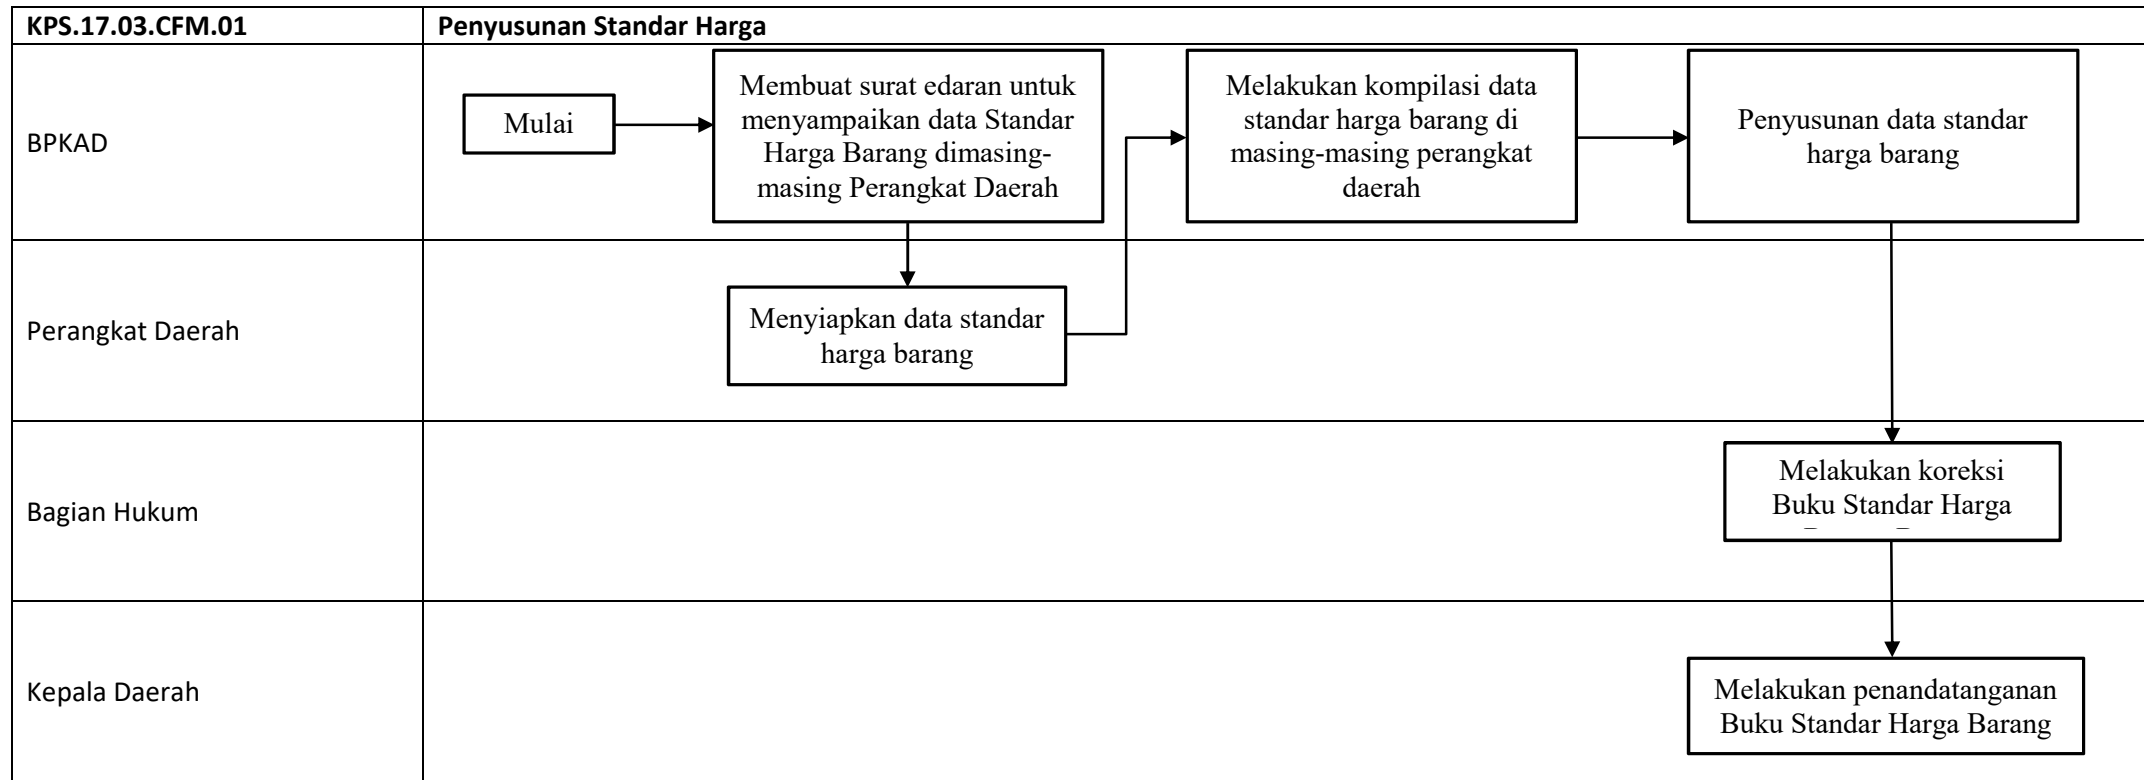 KPS.17.03.CFM.01
Penyusunan Standar Harga
BPKAD
Mulai
Membuat surat edaran untuk
menyampaikan data Standar
Harga Barang dimasing-
masing Perangkat Daerah
Melakukan kompilasi data
standar harga barang di
masing-masing perangkat
daerah
Penyusunan data standar
harga barang
Perangkat Daerah
Menyiapkan data standar
harga barang
Bagian Hukum
Melakukan koreksi
Buku Standar Harga
Kepala Daerah
Melakukan penandatanganan
Buku Standar Harga Barang